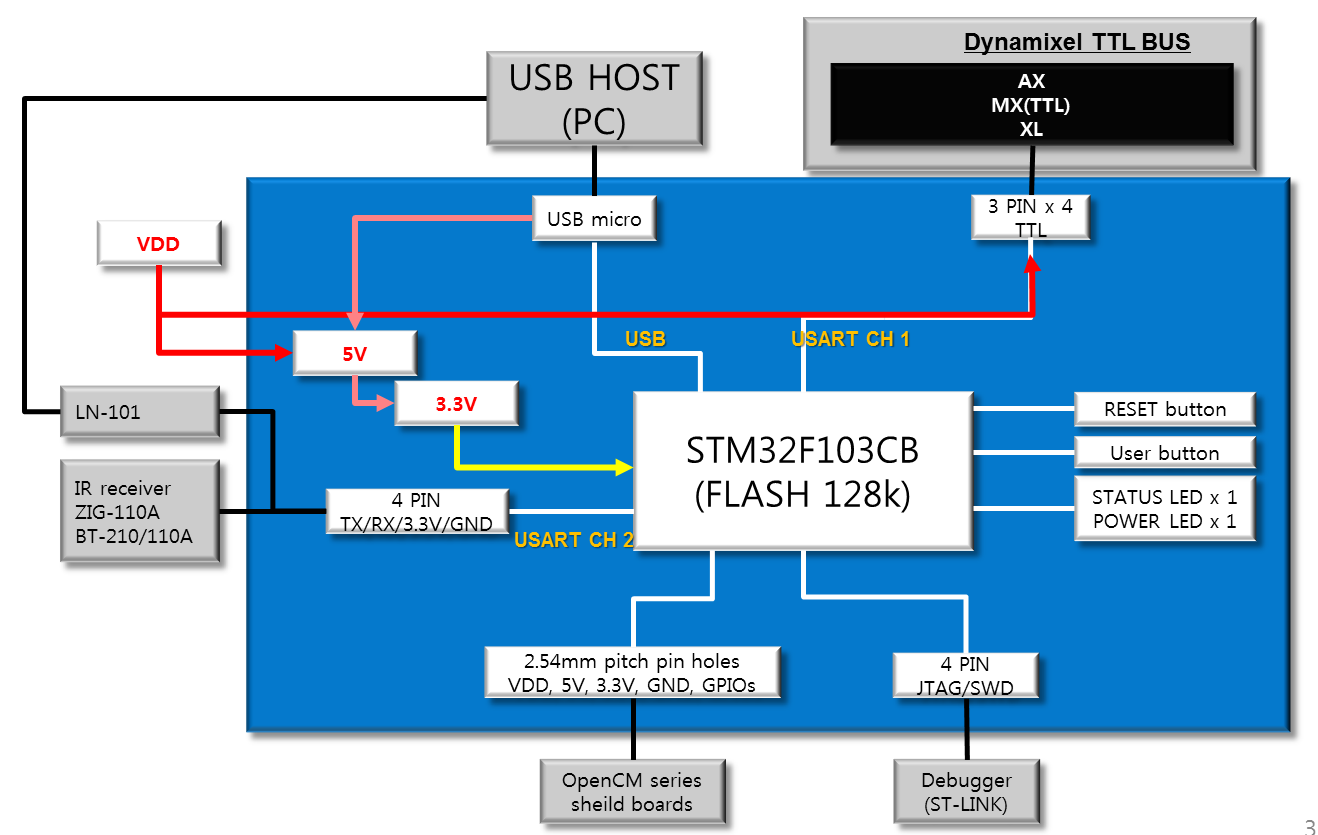 Dynamixel TTL BUS
AX
MX(TTL)
XL
USB HOST
(PC)
USB micro
3 PIN x 4
TTL
VDD
USB
USART CH 1
5V
3.3V
LN-101
STM32F103CB
(FLASH 128k)
RESET button
User button
STATUS LED x 1
POWER LED x 1
IR receiver
ZIG-110A
BT-210/110A
4 PIN
TX/RX/3.3V/GND
USART CH 2
2.54mm pitch pin holes
VDD, 5V, 3.3V, GND, GPIOs
4 PIN
JTAG/SWD
OpenCM series
sheild boards
Debugger
(ST-LINK)
3